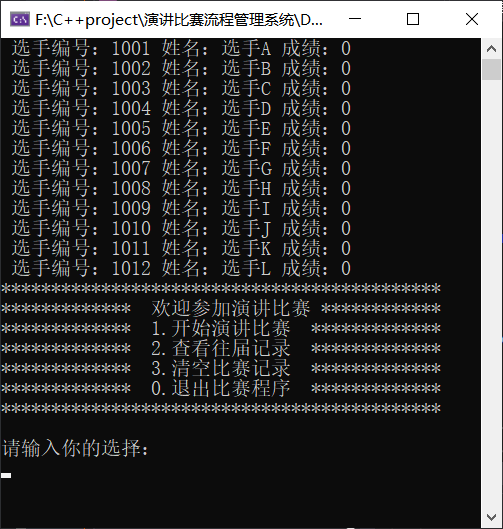 F:\C++project\演讲比赛流程管理系统\D...
选手编号: 1001 姓名: 选手A 成绩: 0
选手编号: 1002 姓名: 选手B 成绩: 0
选手编号: 1003 姓名: 选手C 成绩: 0
选手编号: 1004 姓名: 选手D 成绩: 0
选手编号: 1005 姓名: 选手E 成绩: 0
选手编号: 1006 姓名: 选手F 成绩: 0
选手编号: 1007 姓名: 选手G 成绩: 0
选手编号: 1008 姓名: 选手H 成绩: 0
选手编号: 1009 姓名: 选手I 成绩: 0
选手编号: 1010 姓名: 选手J 成绩: 0
选手编号: 1011 姓名: 选手K 成绩: 0
选手编号: 1012 姓名: 选手L 成绩: 0
********************************************
*************  欢迎参加演讲比赛 ************
*************  1.开始演讲比赛  *************
*************  2.查看往届记录  *************
*************  3.清空比赛记录  *************
*************  0.退出比赛程序  *************
********************************************
请输入你的选择: